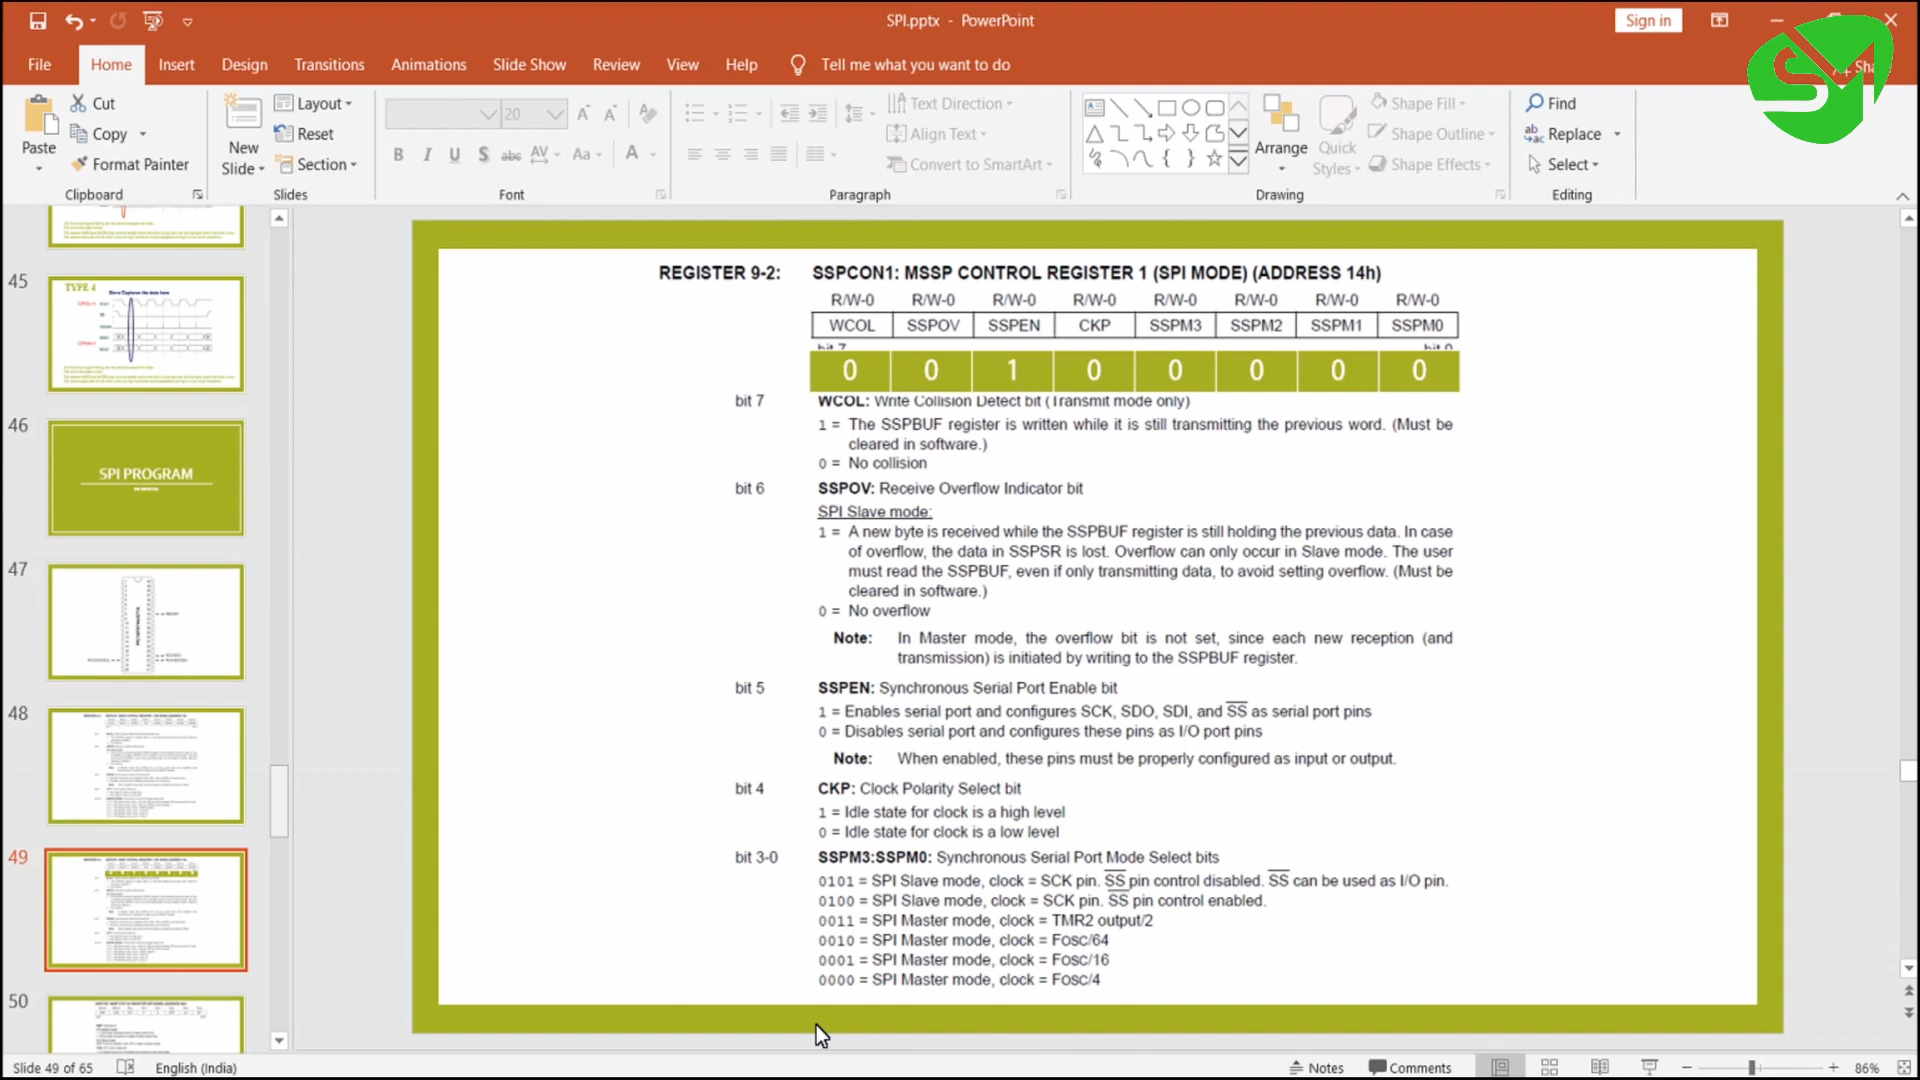 SPI.pptx - PowerPoint
Sign in
File
Home
Insert
Design
Transitions
Animations
Slide Show
Review
View
Help
Tell me what you want to do
Paste
Cut
Copy
Format Painter
Clipboard
New Slide
Layout
Reset
Section
Slides
20
B I U S abc AV Aa A
Font
Text Direction
Align Text
Convert to SmartArt
Paragraph
Arrange
Quick Styles
Shape Fill
Shape Outline
Shape Effects
Drawing
Find
Replace
Select
Editing
SM
45
TYPE 4
46
SPI PROGRAM
47
48
49
50
REGISTER 9-2: SSPCON1: MSSP CONTROL REGISTER 1 (SPI MODE) (ADDRESS 14h)
R/W-0 R/W-0 R/W-0 R/W-0 R/W-0 R/W-0 R/W-0 R/W-0
WCOL SSPOV SSPEN CKP SSPM3 SSPM2 SSPM1 SSPM0
bit 7 bit 0
0 0 1 0 0 0 0 0
bit 7 WCOL: Write Collision Detect bit (Transmit mode only)
1 = The SSPBUF register is written while it is still transmitting the previous word. (Must be
cleared in software.)
0 = No collision
bit 6 SSPOV: Receive Overflow Indicator bit
SPI Slave mode:
1 = A new byte is received while the SSPBUF register is still holding the previous data. In case
of overflow, the data in SSPSR is lost. Overflow can only occur in Slave mode. The user
must read the SSPBUF, even if only transmitting data, to avoid setting overflow. (Must be
cleared in software.)
0 = No overflow
Note: In Master mode, the overflow bit is not set, since each new reception (and
transmission) is initiated by writing to the SSPBUF register.
bit 5 SSPEN: Synchronous Serial Port Enable bit
1 = Enables serial port and configures SCK, SDO, SDI, and SS as serial port pins
0 = Disables serial port and configures these pins as I/O port pins
Note: When enabled, these pins must be properly configured as input or output.
bit 4 CKP: Clock Polarity Select bit
1 = Idle state for clock is a high level
0 = Idle state for clock is a low level
bit 3-0 SSPM3:SSPM0: Synchronous Serial Port Mode Select bits
0101 = SPI Slave mode, clock = SCK pin. SS pin control disabled. SS can be used as I/O pin.
0100 = SPI Slave mode, clock = SCK pin. SS pin control enabled.
0011 = SPI Master mode, clock = TMR2 output/2
0010 = SPI Master mode, clock = FOSC/64
0001 = SPI Master mode, clock = FOSC/16
0000 = SPI Master mode, clock = FOSC/4
Slide 49 of 65
English (India)
Notes
Comments
86%